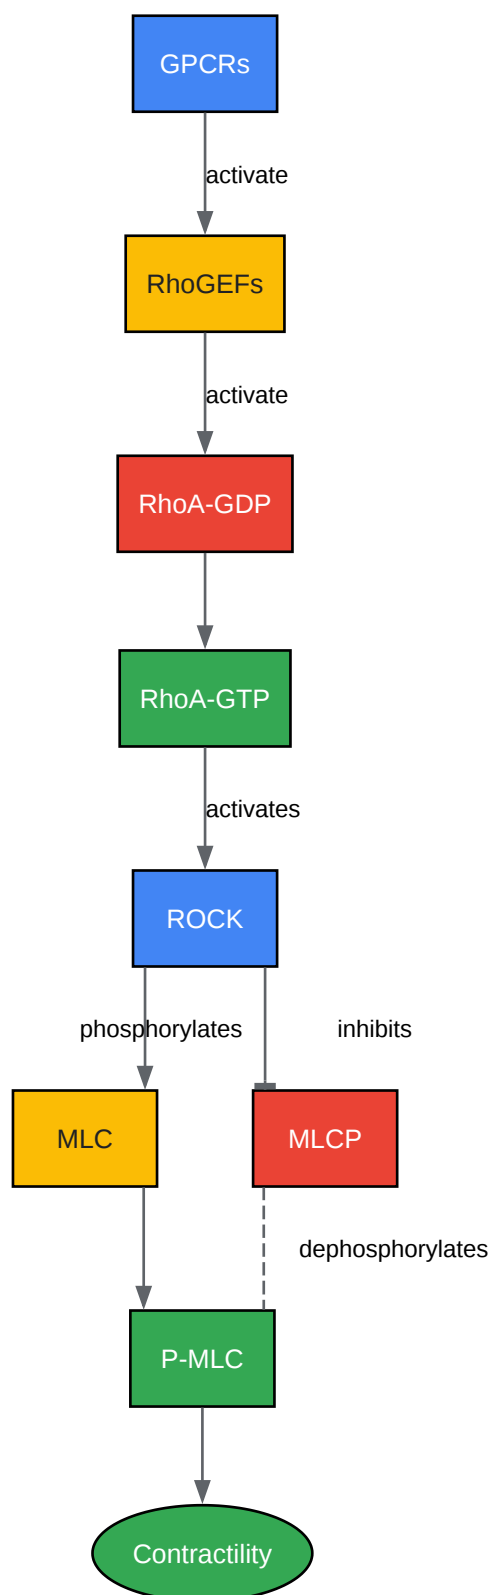 GPCRs
activate
RhoGEFs
activate
RhoA-GDP
RhoA-GTP
activates
ROCK
phosphorylates
inhibits
MLC
MLCP
dephosphorylates
P-MLC
Contractility